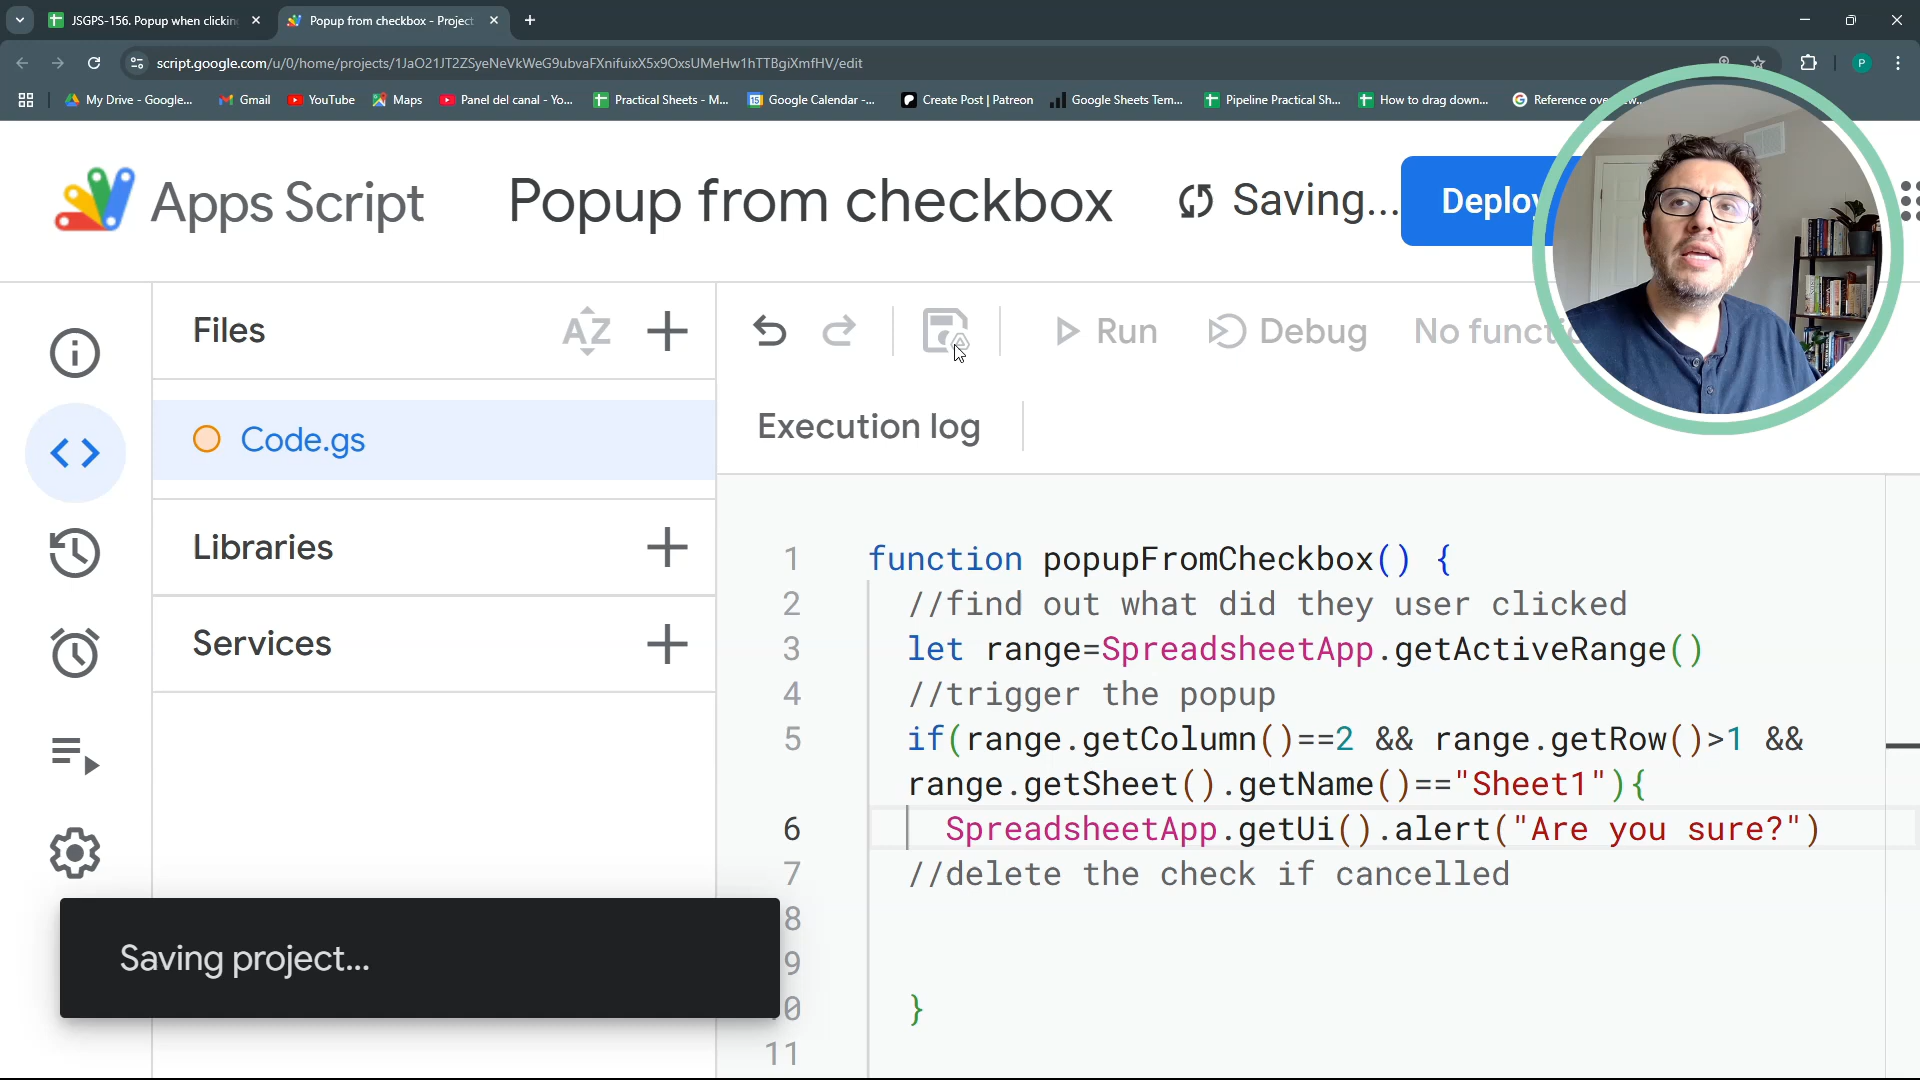 JSGPS-156. Popup when clickin
Popup from checkbox - Project
script.google.com/u/0/home/projects/1JaO21JT2ZSyeNeVkWeG9ubvaFXnifuixX5x9OxsUMeHw1hTTBgiXmfHV/edit
P
My Drive - Google...
Gmail
YouTube
Maps
Panel del canal - Yo...
Practical Sheets - M...
Google Calendar -...
Create Post | Patreon
Google Sheets Tem...
Pipeline Practical Sh...
How to drag down...
Apps Script
Popup from checkbox
Saving...
Deploy
Files
AZ
Run
Debug
No functi
Code.gs
Execution log
Libraries
Services
1 function popupFromCheckbox() {
2 //find out what did they user clicked
3 let range=SpreadsheetApp.getActiveRange()
4 //trigger the popup
5 if(range.getColumn()==2 && range.getRow()>1 &&
range.getSheet().getName()=="Sheet1"){
6 SpreadsheetApp.getUi().alert("Are you sure?")
7 //delete the check if cancelled
8
9
10 }
11
Saving project...